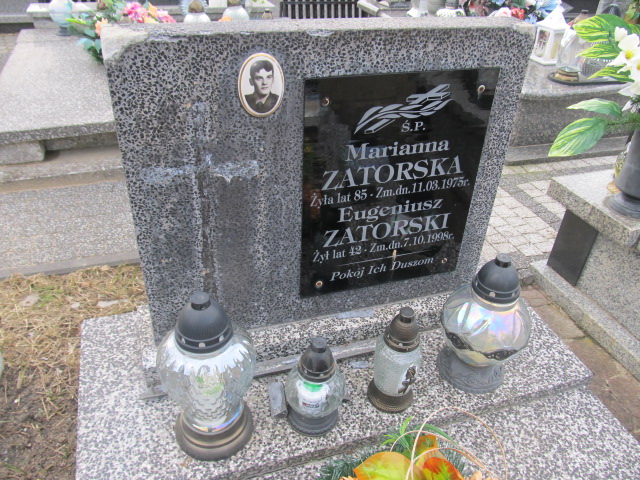 Ś.P.
Marianna
ZATORSKA
Żyła lat 85 - Zm.dn.11.03.1975r.
Eugeniusz
ZATORSKI
Żył lat 42 - Zm.dn.7.10.1998r.
Pokój Ich Duszom